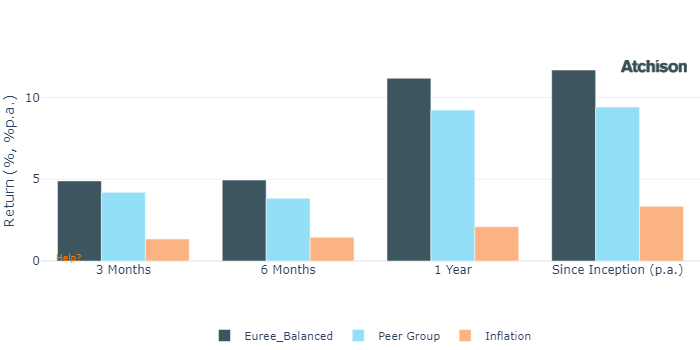 Atchison
Return (%, %p.a.)
10
5
0
Help?
3 Months
6 Months
1 Year
Since Inception (p.a.)
Euree_Balanced
Peer Group
Inflation